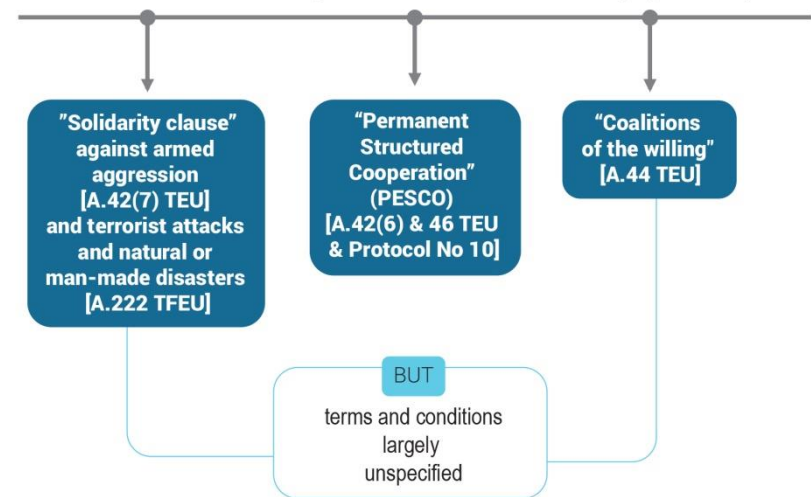 "Solidarity clause"
against armed
aggression
[A.42(7) TEU]
and terrorist attacks
and natural or
man-made disasters
[A.222 TFEU]
“Permanent
Structured
Cooperation”
(PESCO)
[A.42(6) & 46 TEU
& Protocol No 10]
“Coalitions
of the willing”
[A.44 TEU]
BUT
terms and conditions
largely
unspecified